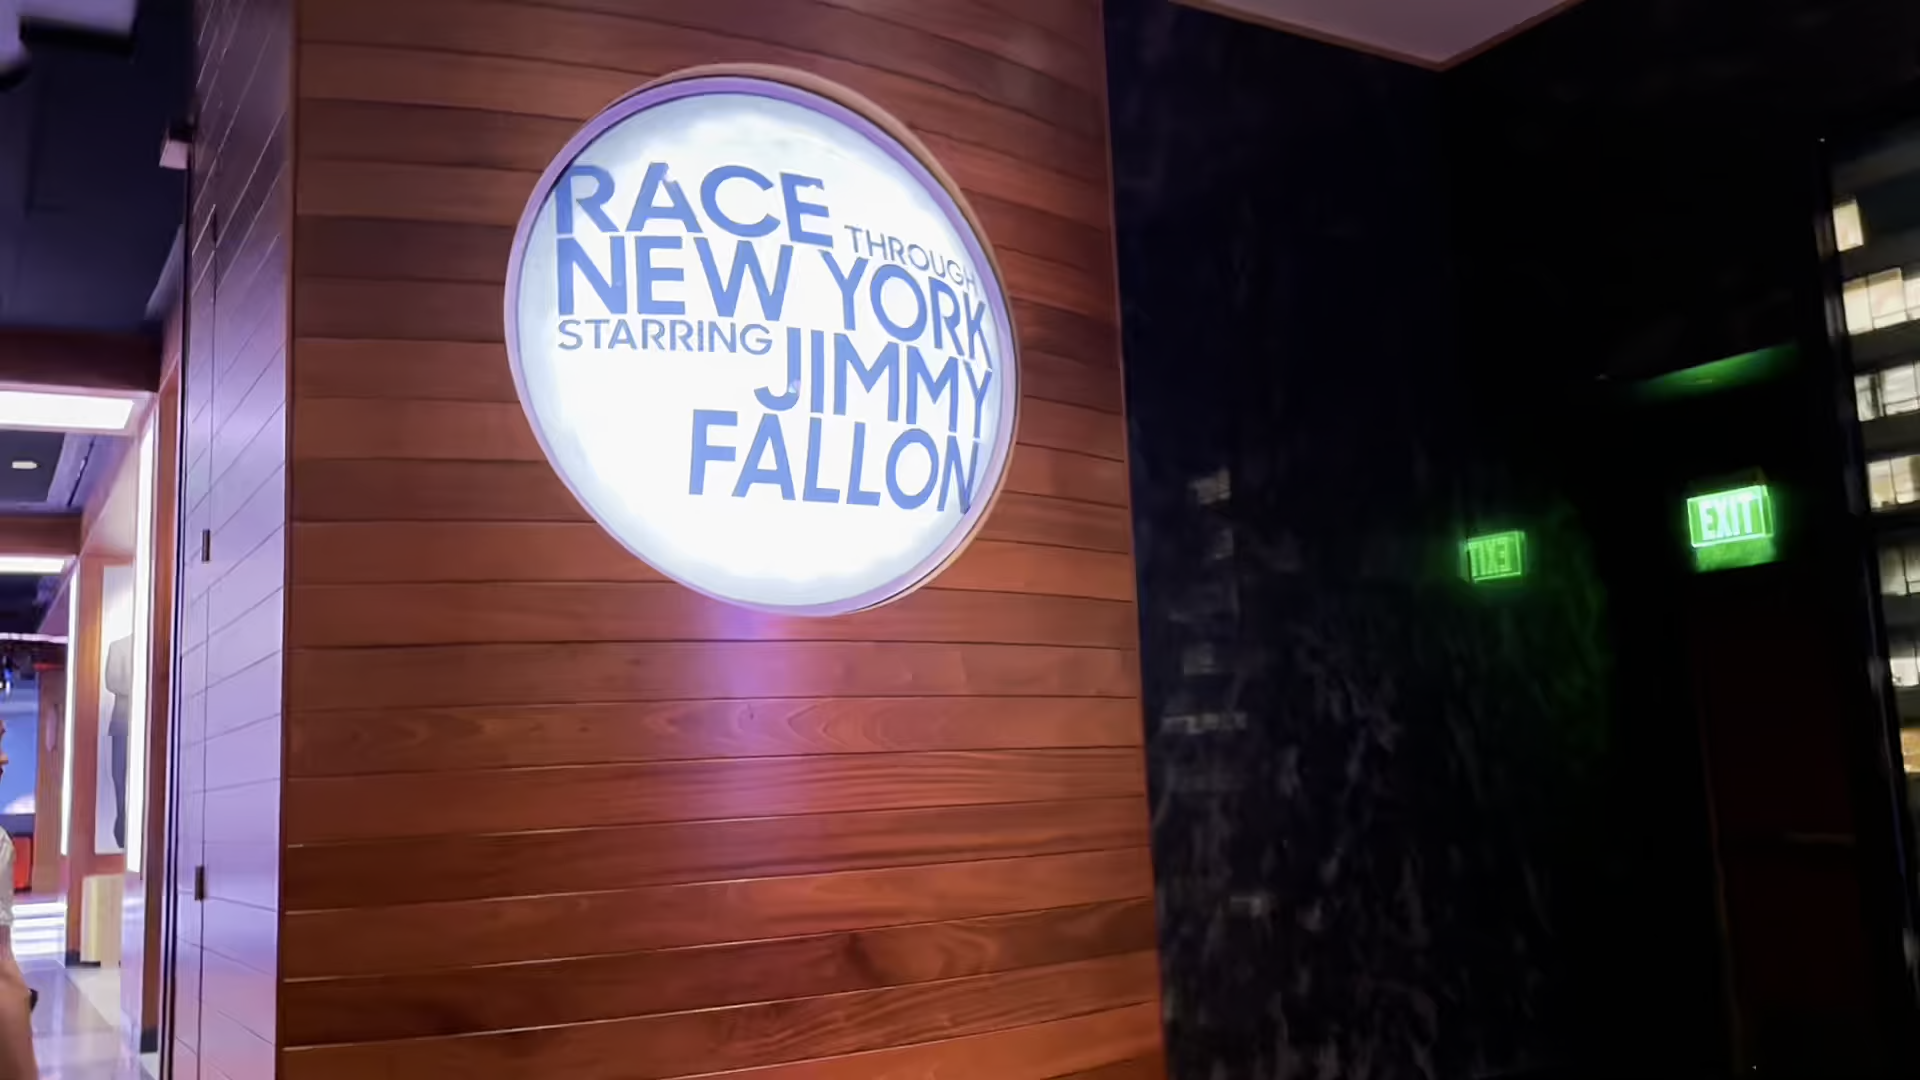 RACE THROUGH
NEW YORK
STARRING JIMMY
FALLON
EXIT
EXIT